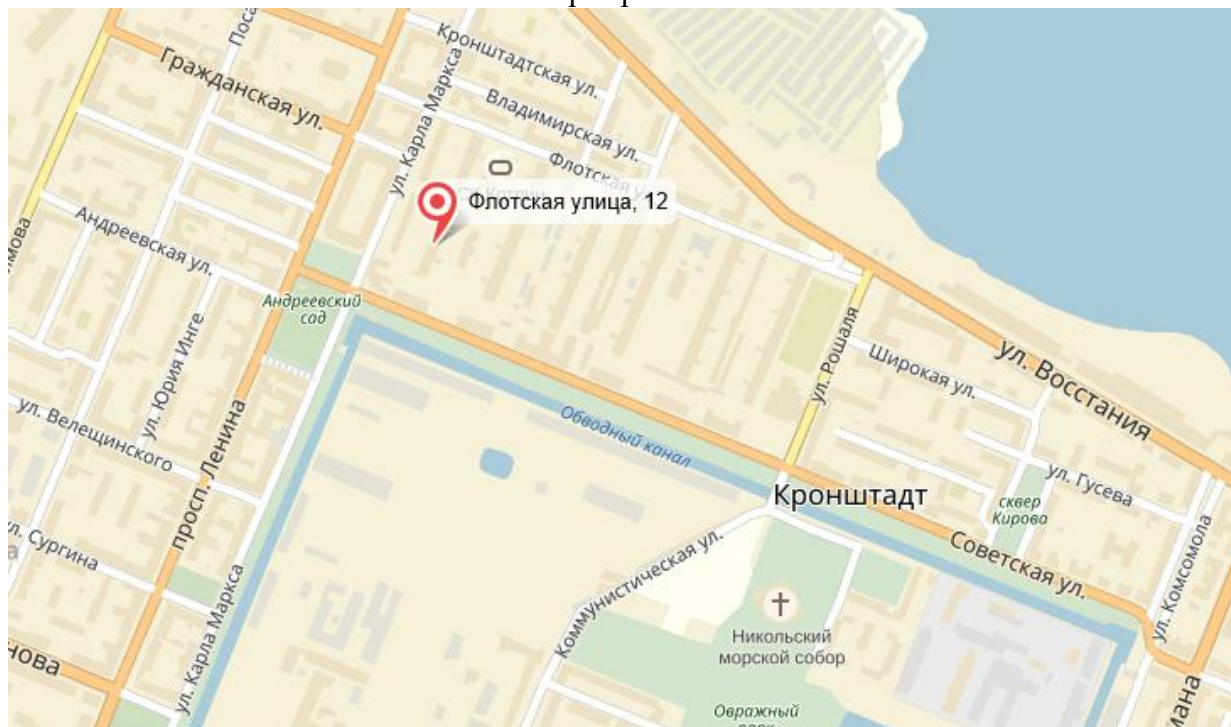 Кронштадтская ул.
Гражданская ул.
Владимирская ул.
ул. Карла Маркса
Флотская у
Флотская улица, 12
Андреевская ул.
Андреевский
сад
ул. Юрия Инге
ул. Рошаля
Широкая ул.
ул. Восстания
ул. Велещинского
просп. Ленина
Обводный канал
ул. Гусева
Кронштадт
сквер
Кирова
Советская ул.
ул. Комсомола
ул. Сургина
Коммунистическая ул.
ул. Карла Маркса
Никольский
морской собор
Овражный